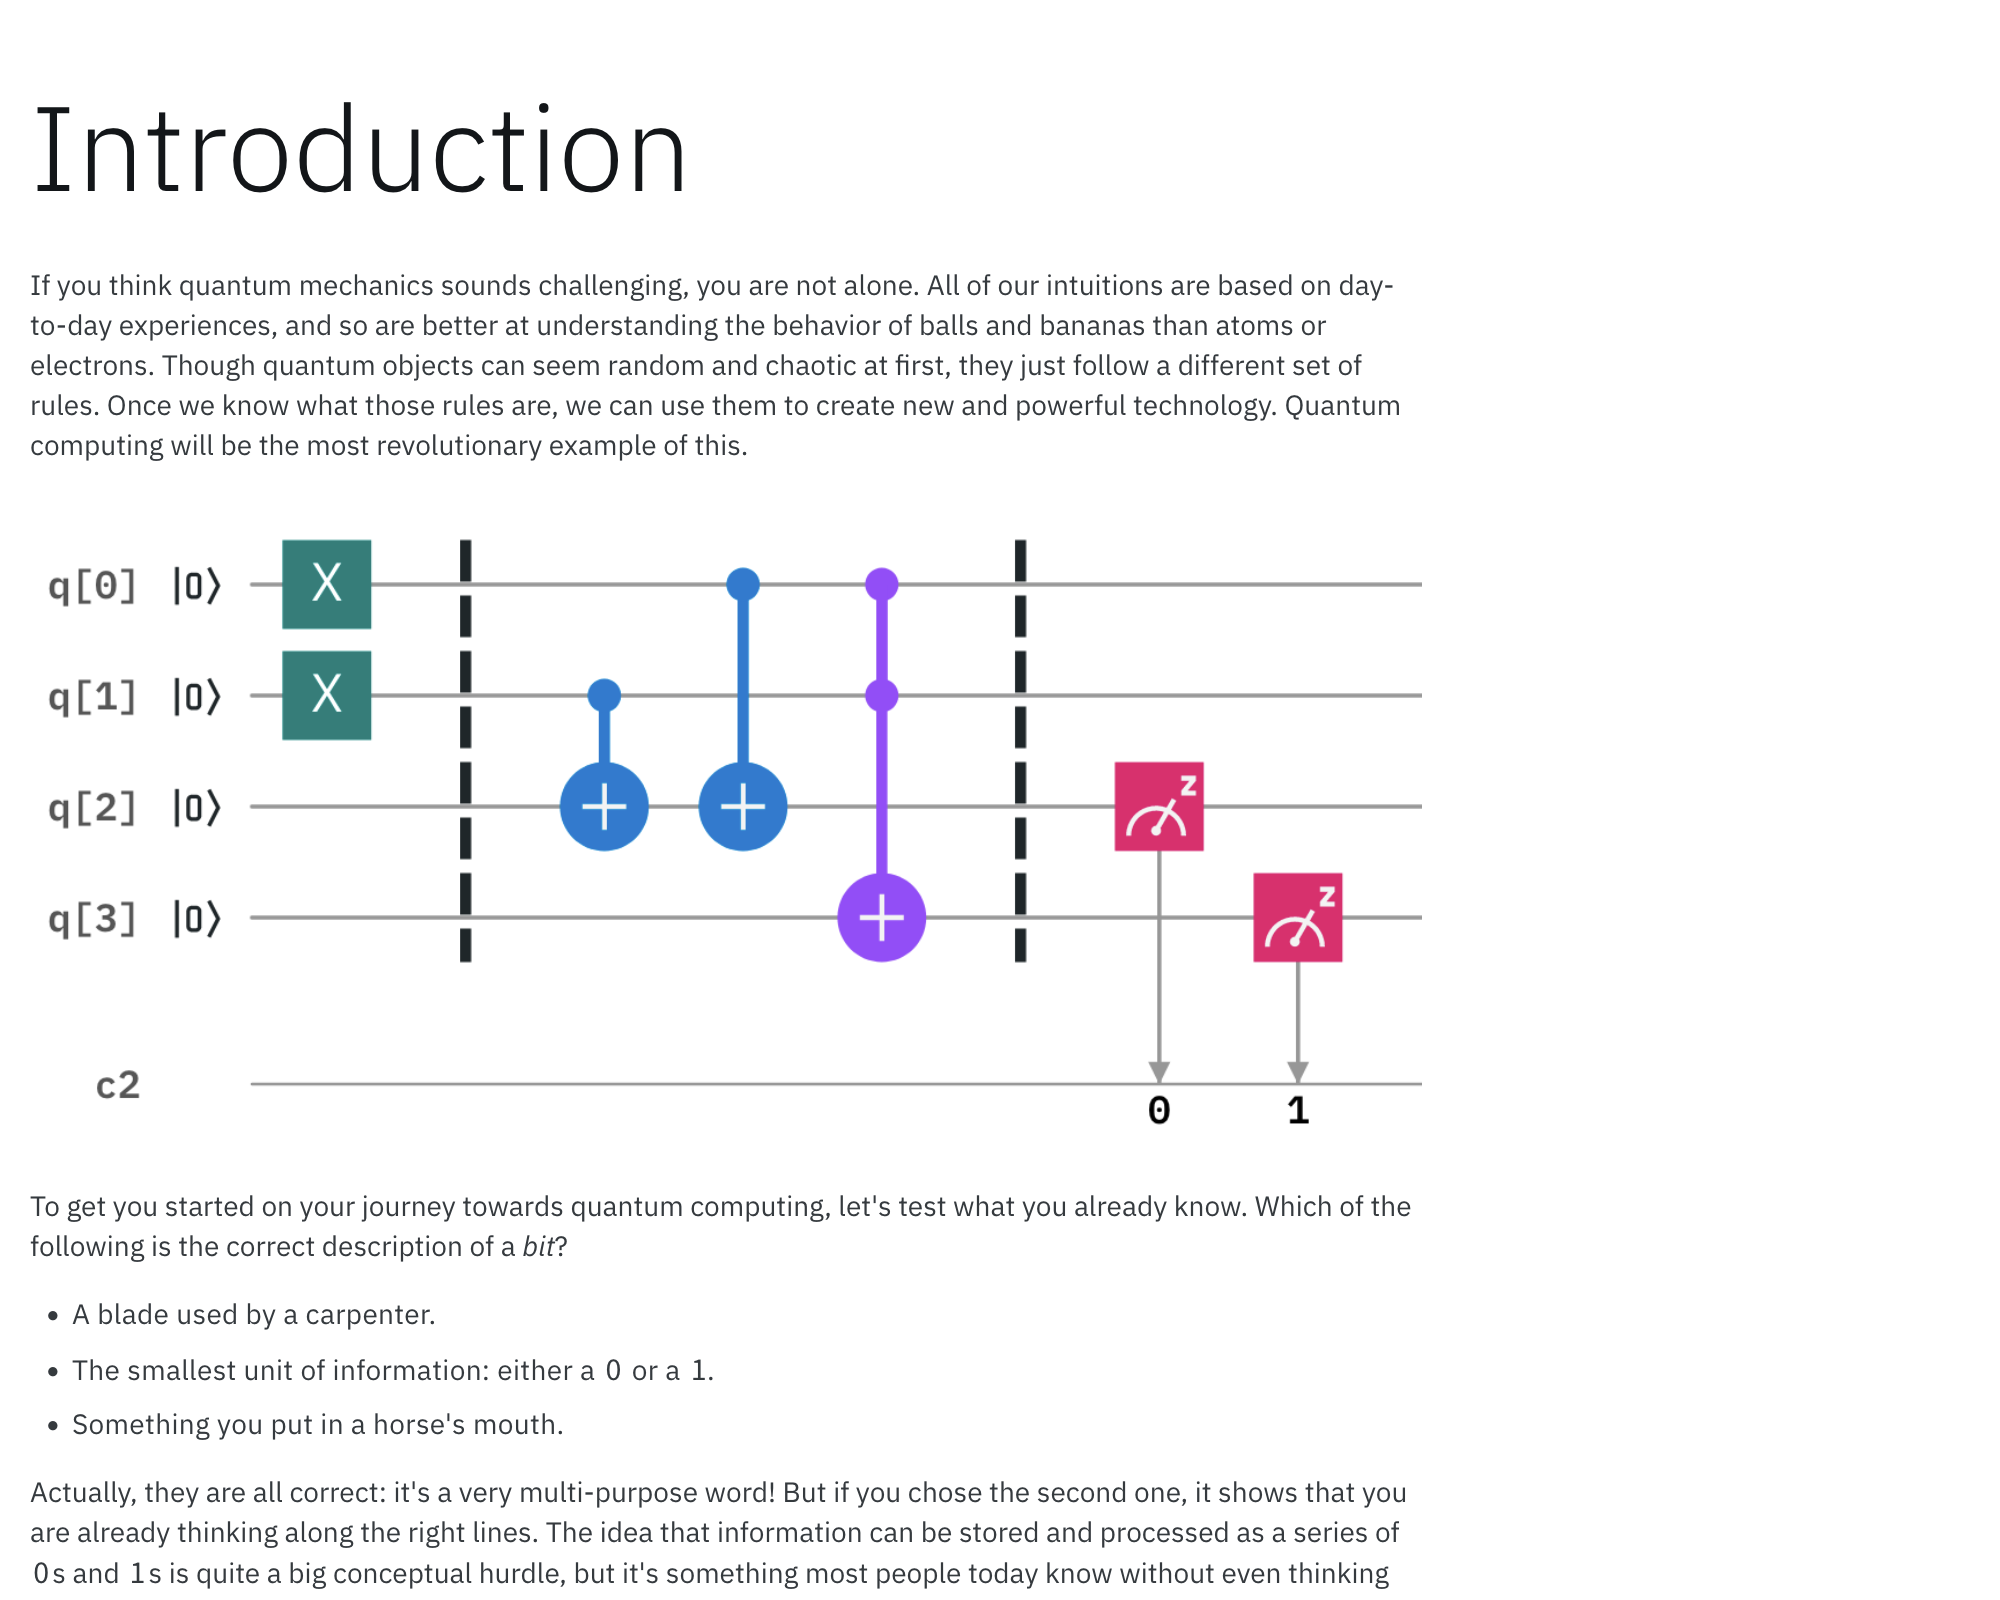 Introduction
If you think quantum mechanics sounds challenging, you are not alone. All of our intuitions are based on day-
to-day experiences, and so are better at understanding the behavior of balls and bananas than atoms or
electrons. Though quantum objects can seem random and chaotic at first, they just follow a different set of
rules. Once we know what those rules are, we can use them to create new and powerful technology. Quantum
computing will be the most revolutionary example of this.
q[0] |0⟩ X
q[1] |0⟩ X
q[2] |0⟩ + + z
q[3] |0⟩ + z
c2
0 1
To get you started on your journey towards quantum computing, let's test what you already know. Which of the
following is the correct description of a bit?
• A blade used by a carpenter.
• The smallest unit of information: either a 0 or a 1.
• Something you put in a horse's mouth.
Actually, they are all correct: it's a very multi-purpose word! But if you chose the second one, it shows that you
are already thinking along the right lines. The idea that information can be stored and processed as a series of
0s and 1s is quite a big conceptual hurdle, but it's something most people today know without even thinking